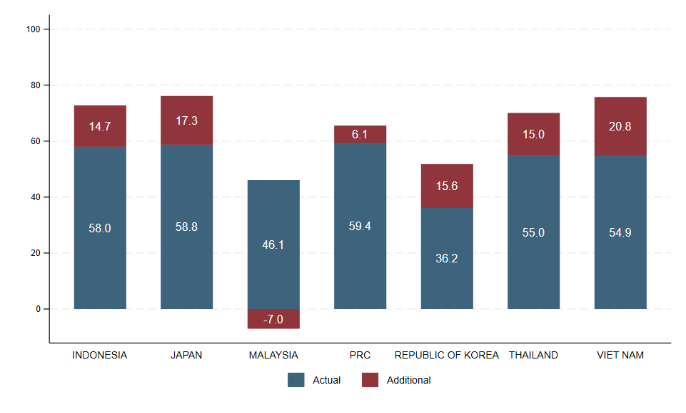 100
80
60
40
20
0
14.7 17.3 6.1 15.6 15.0 20.8
58.0 58.8 46.1 59.4 36.2 55.0 54.9
-7.0
INDONESIA JAPAN MALAYSIA PRC REPUBLIC OF KOREA THAILAND VIET NAM
Actual Additional